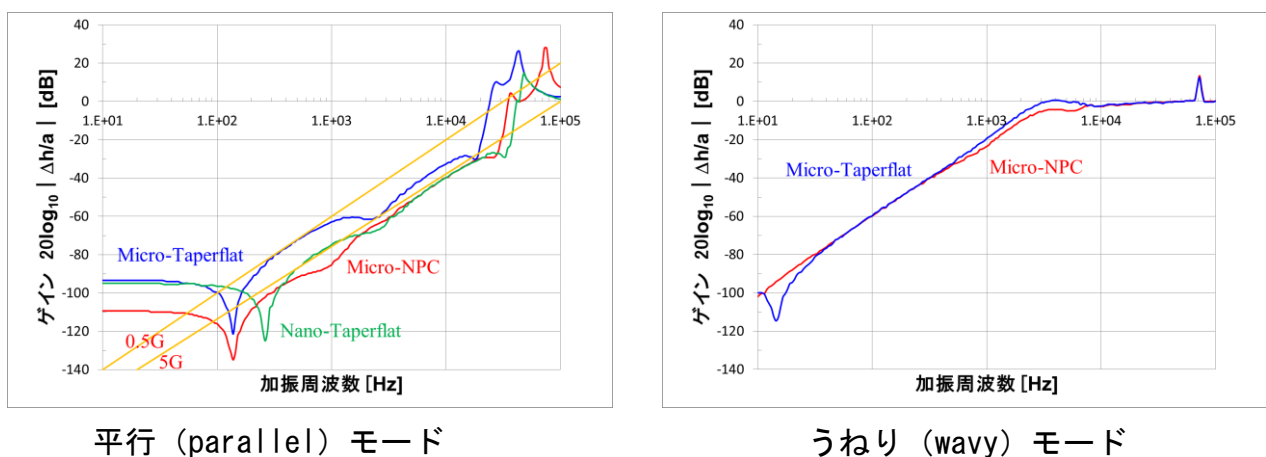 40
20
0
-20
-40
-60
-80
-100
-120
-140
1.E+01 1.E+02 1.E+03 1.E+04 1.E+05
ゲイン 20log10 | Δh/a | [dB]
Micro-Taperflat
Micro-NPC
Nano-Taperflat
0.5G
5G
加振周波数 [Hz]
平行 (parallel) モード
40
20
0
-20
-40
-60
-80
-100
-120
-140
1.E+01 1.E+02 1.E+03 1.E+04 1.E+05
ゲイン 20log10 | Δh/a | [dB]
Micro-Taperflat
Micro-NPC
加振周波数 [Hz]
うねり (wavy) モード